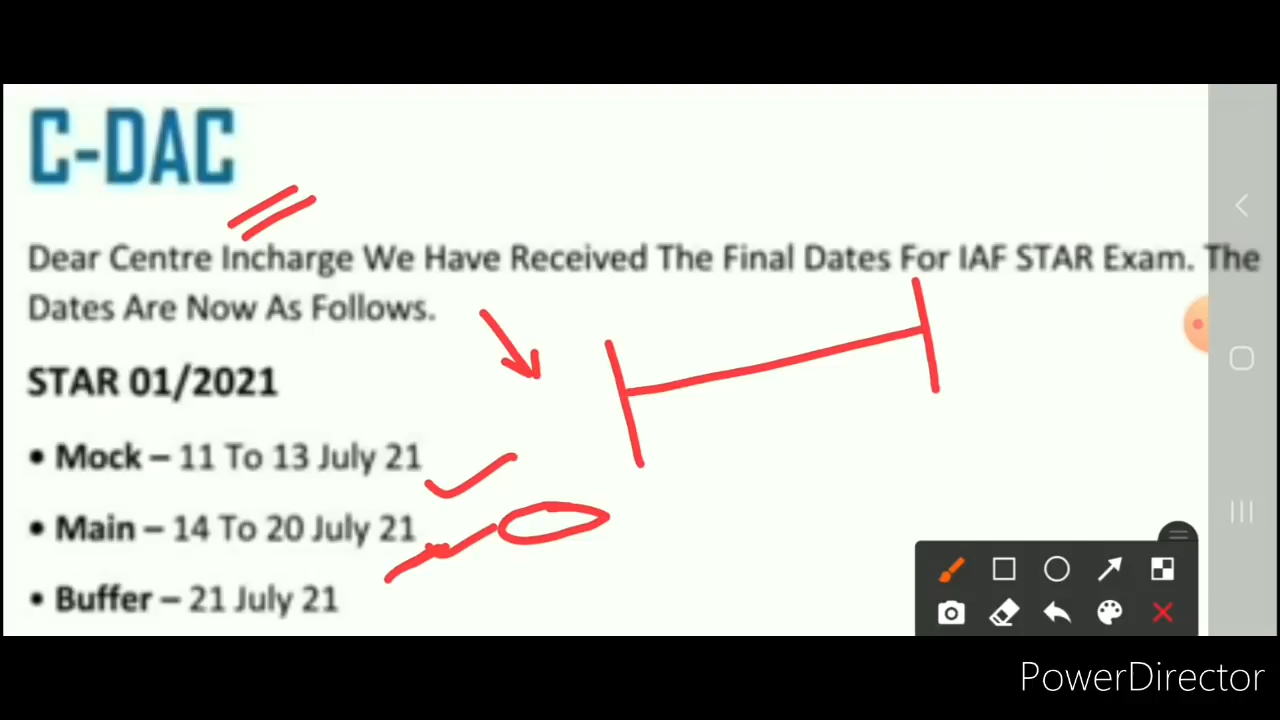 C-DAC
Dear Centre Incharge We Have Received The Final Dates For IAF STAR Exam. The
Dates Are Now As Follows.
STAR 01/2021
• Mock – 11 To 13 July 21
• Main – 14 To 20 July 21
• Buffer – 21 July 21
PowerDirector